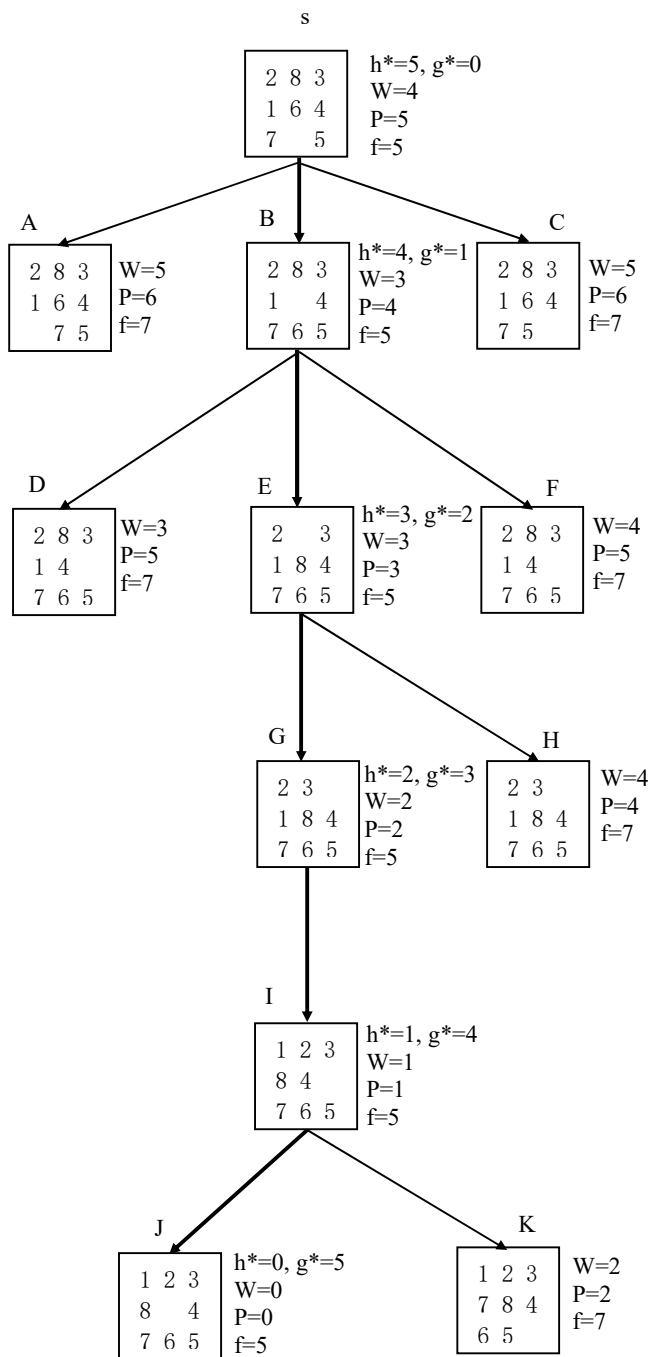 s
2 8 3
1 6 4
7 5
h*=5, g*=0
W=4
P=5
f=5
A
2 8 3
1 6 4
7 5
W=5
P=6
f=7
B
2 8 3
1 4
7 6 5
h*=4, g*=1
W=3
P=4
f=5
C
2 8 3
1 6 4
7 5
W=5
P=6
f=7
D
2 8 3
1 4
7 6 5
W=3
P=5
f=7
E
2 3
1 8 4
7 6 5
h*=3, g*=2
W=3
P=3
f=5
F
2 8 3
1 4
7 6 5
W=4
P=5
f=7
G
2 3
1 8 4
7 6 5
h*=2, g*=3
W=2
P=2
f=5
H
2 3
1 8 4
7 6 5
W=4
P=4
f=7
I
1 2 3
8 4
7 6 5
h*=1, g*=4
W=1
P=1
f=5
J
1 2 3
8 4
7 6 5
h*=0, g*=5
W=0
P=0
f=5
K
1 2 3
7 8 4
6 5
W=2
P=2
f=7